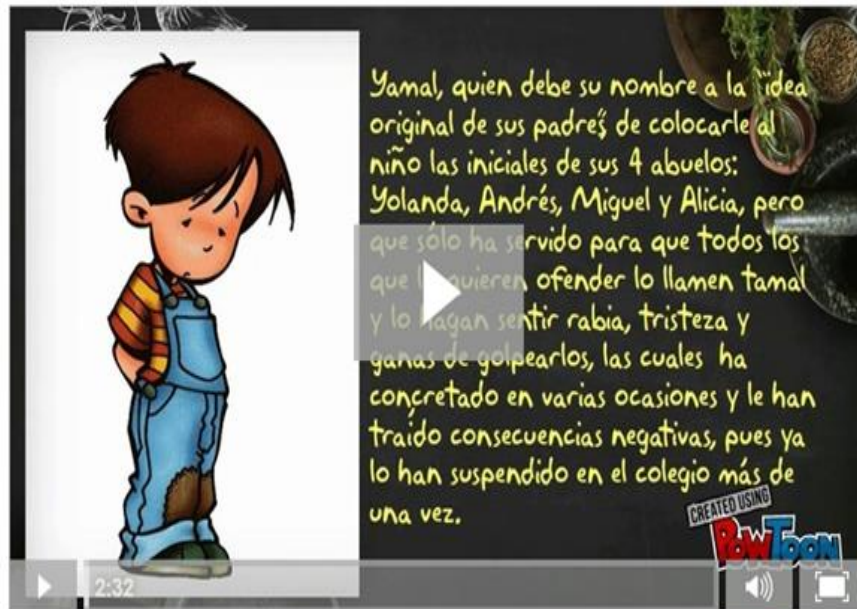 Yamal, quien debe su nombre a la "idea
original de sus padres", de colocarle al
niño las iniciales de sus 4 abuelos:
Yolanda, Andrés, Miguel y Alicia, pero
que sólo ha servido para que todos los
que quieren ofender lo llamen tamal
y lo hagan sentir rabia, tristeza y
ganas de golpearlos, las cuales ha
concretado en varias ocasiones y le han
traído consecuencias negativas, pues ya
lo han suspendido en el colegio más de
una vez.
CREATED USING
POWTOON
2:32